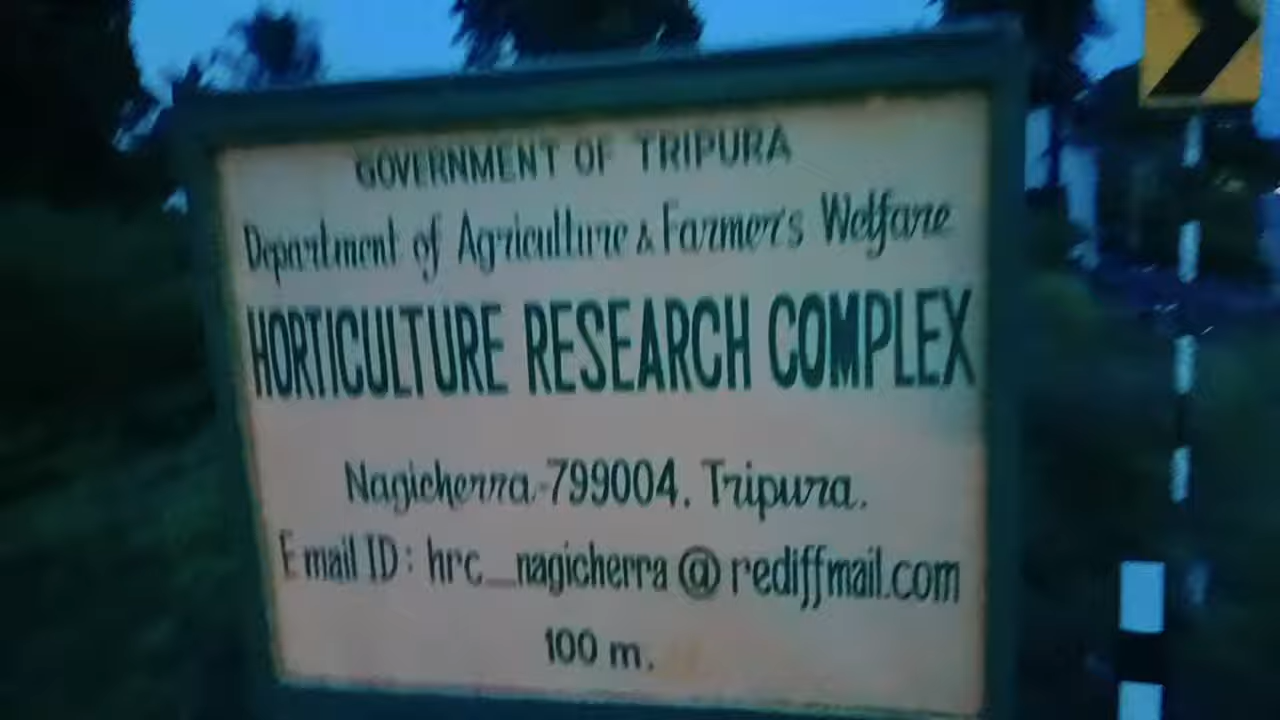 GOVERNMENT OF TRIPURA
Department of Agriculture & Farmer's Welfare
HORTICULTURE RESEARCH COMPLEX
Nagicherra-799004. Tripura.
Email ID: hrc_nagicherra@rediffmail.com
100 m.